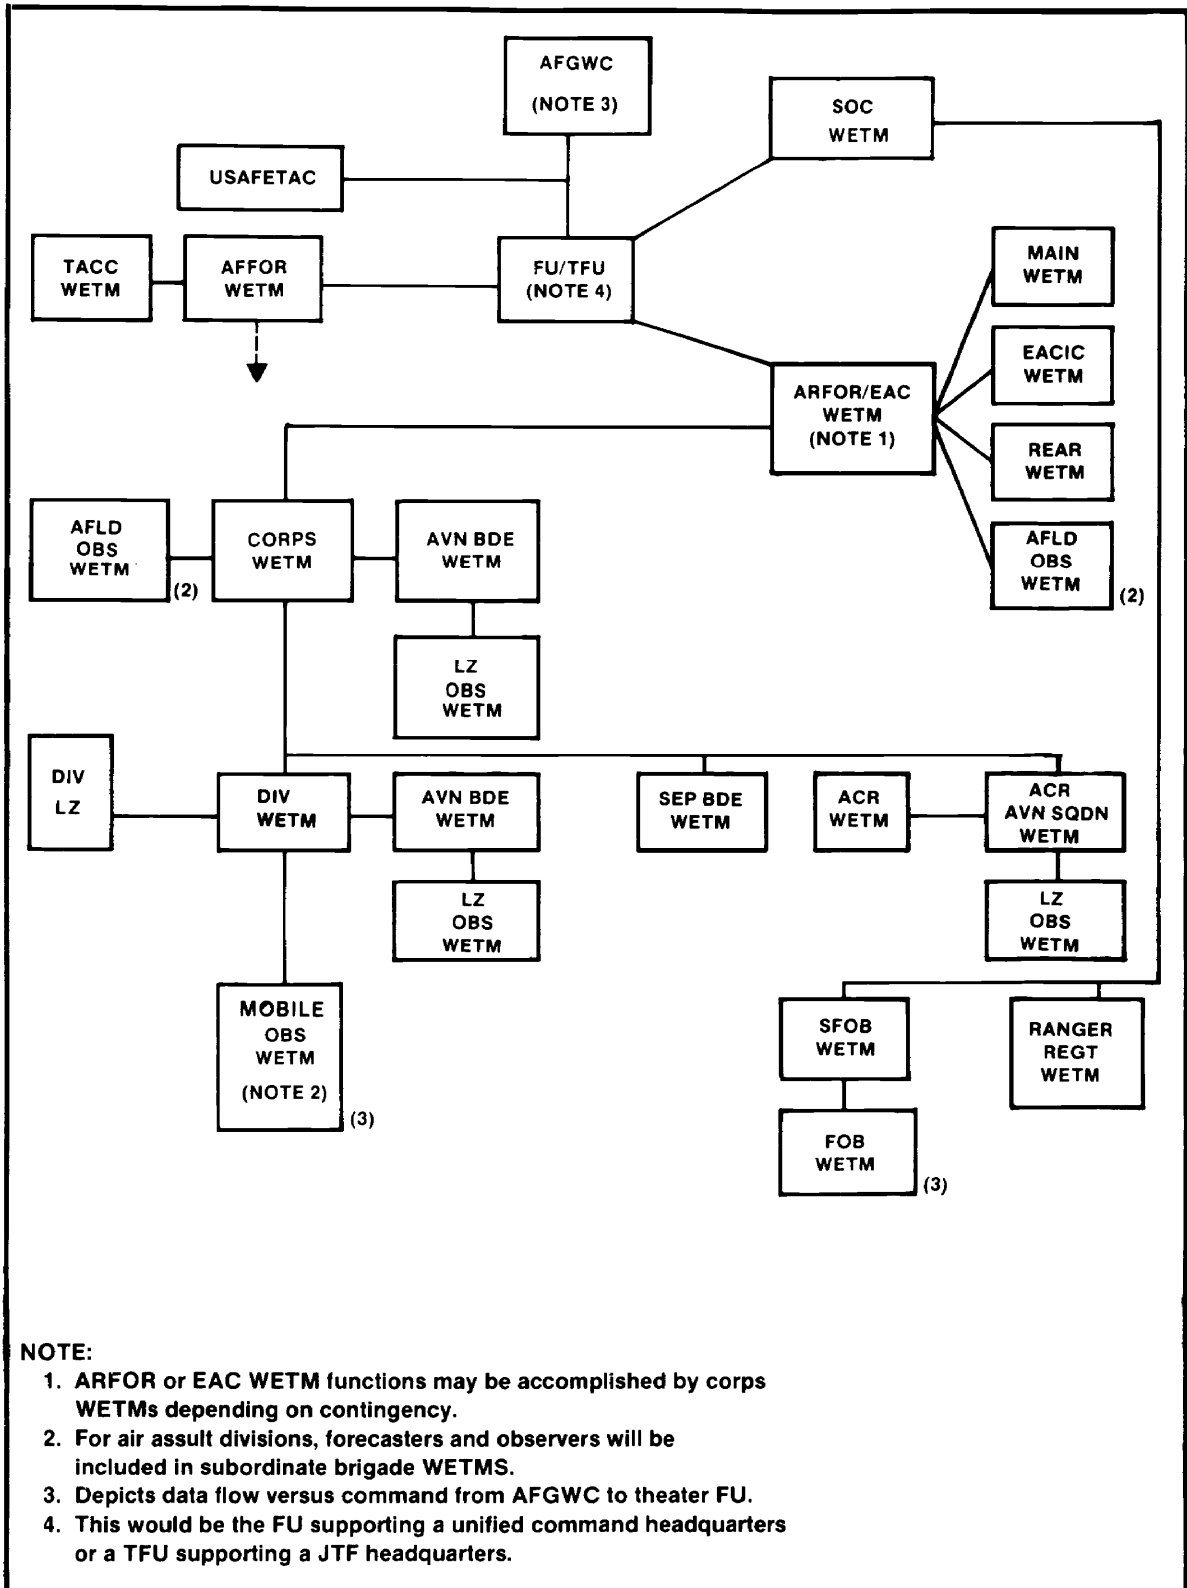 AFGWC
(NOTE 3)
SOC
WETM
USAFETAC
TACC
WETM
AFFOR
WETM
FU/TFU
(NOTE 4)
MAIN
WETM
EACIC
WETM
ARFOR/EAC
WETM
(NOTE 1)
REAR
WETM
AFLD
OBS
WETM
(2)
AFLD
OBS
WETM
(2)
CORPS
WETM
AVN BDE
WETM
LZ
OBS
WETM
DIV
LZ
DIV
WETM
AVN BDE
WETM
SEP BDE
WETM
ACR
WETM
ACR
AVN SQDN
WETM
LZ
OBS
WETM
LZ
OBS
WETM
MOBILE
OBS
WETM
(NOTE 2)
(3)
SFOB
WETM
RANGER
REGT
WETM
FOB
WETM
(3)
NOTE:
1. ARFOR or EAC WETM functions may be accomplished by corps
WETMs depending on contingency.
2. For air assult divisions, forecasters and observers will be
included in subordinate brigade WETMS.
3. Depicts data flow versus command from AFGWC to theater FU.
4. This would be the FU supporting a unified command headquarters
or a TFU supporting a JTF headquarters.